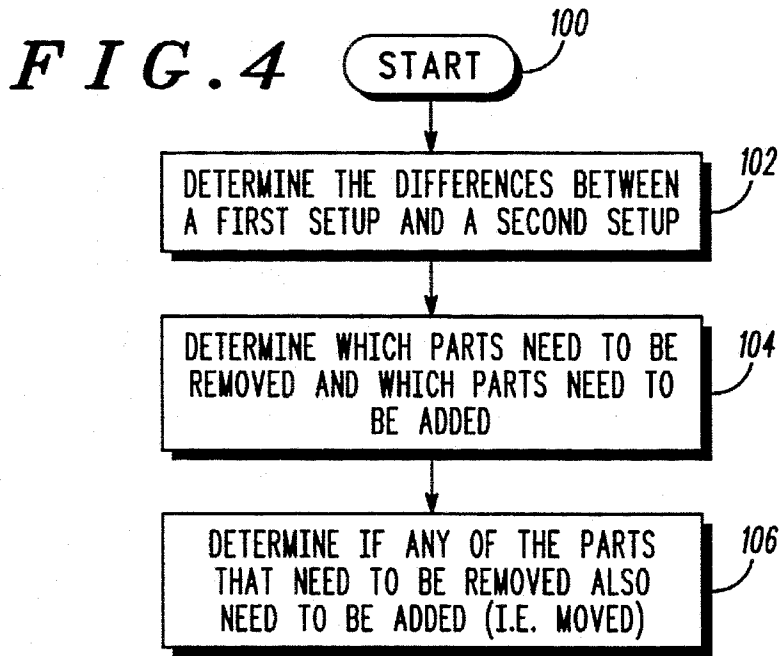 FIG.4
START
100
DETERMINE THE DIFFERENCES BETWEEN
A FIRST SETUP AND A SECOND SETUP
102
DETERMINE WHICH PARTS NEED TO BE
REMOVED AND WHICH PARTS NEED TO
BE ADDED
104
DETERMINE IF ANY OF THE PARTS
THAT NEED TO BE REMOVED ALSO
NEED TO BE ADDED (I.E. MOVED)
106